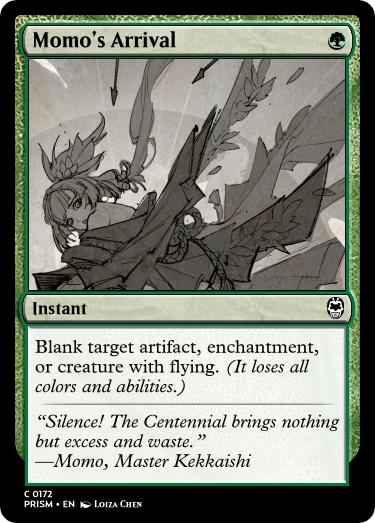 Momo's Arrival
Instant
Blank target artifact, enchantment,
or creature with flying. (It loses all
colors and abilities.)
“Silence! The Centennial brings nothing
but excess and waste.”
—Momo, Master Kekkaishi
C 0172
PRISM • EN Loiza Chen